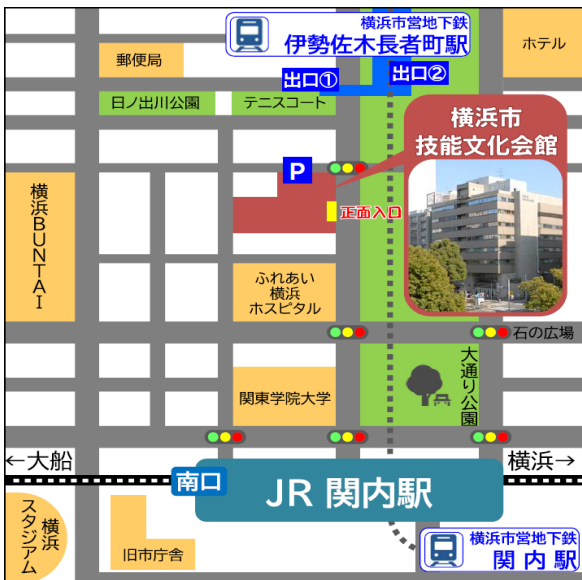 横浜市営地下鉄
伊勢佐木長者町駅
ホテル
郵便局
出口①
出口②
日ノ出川公園
テニスコート
横浜市
技能文化会館
P
正面入口
横浜BUNTAI
ふれあい
横浜
ホスピタル
石の広場
大通り公園
関東学院大学
←大船
横浜→
南口
JR 関内駅
横浜
スタジアム
旧市庁舎
横浜市営地下鉄
関内駅